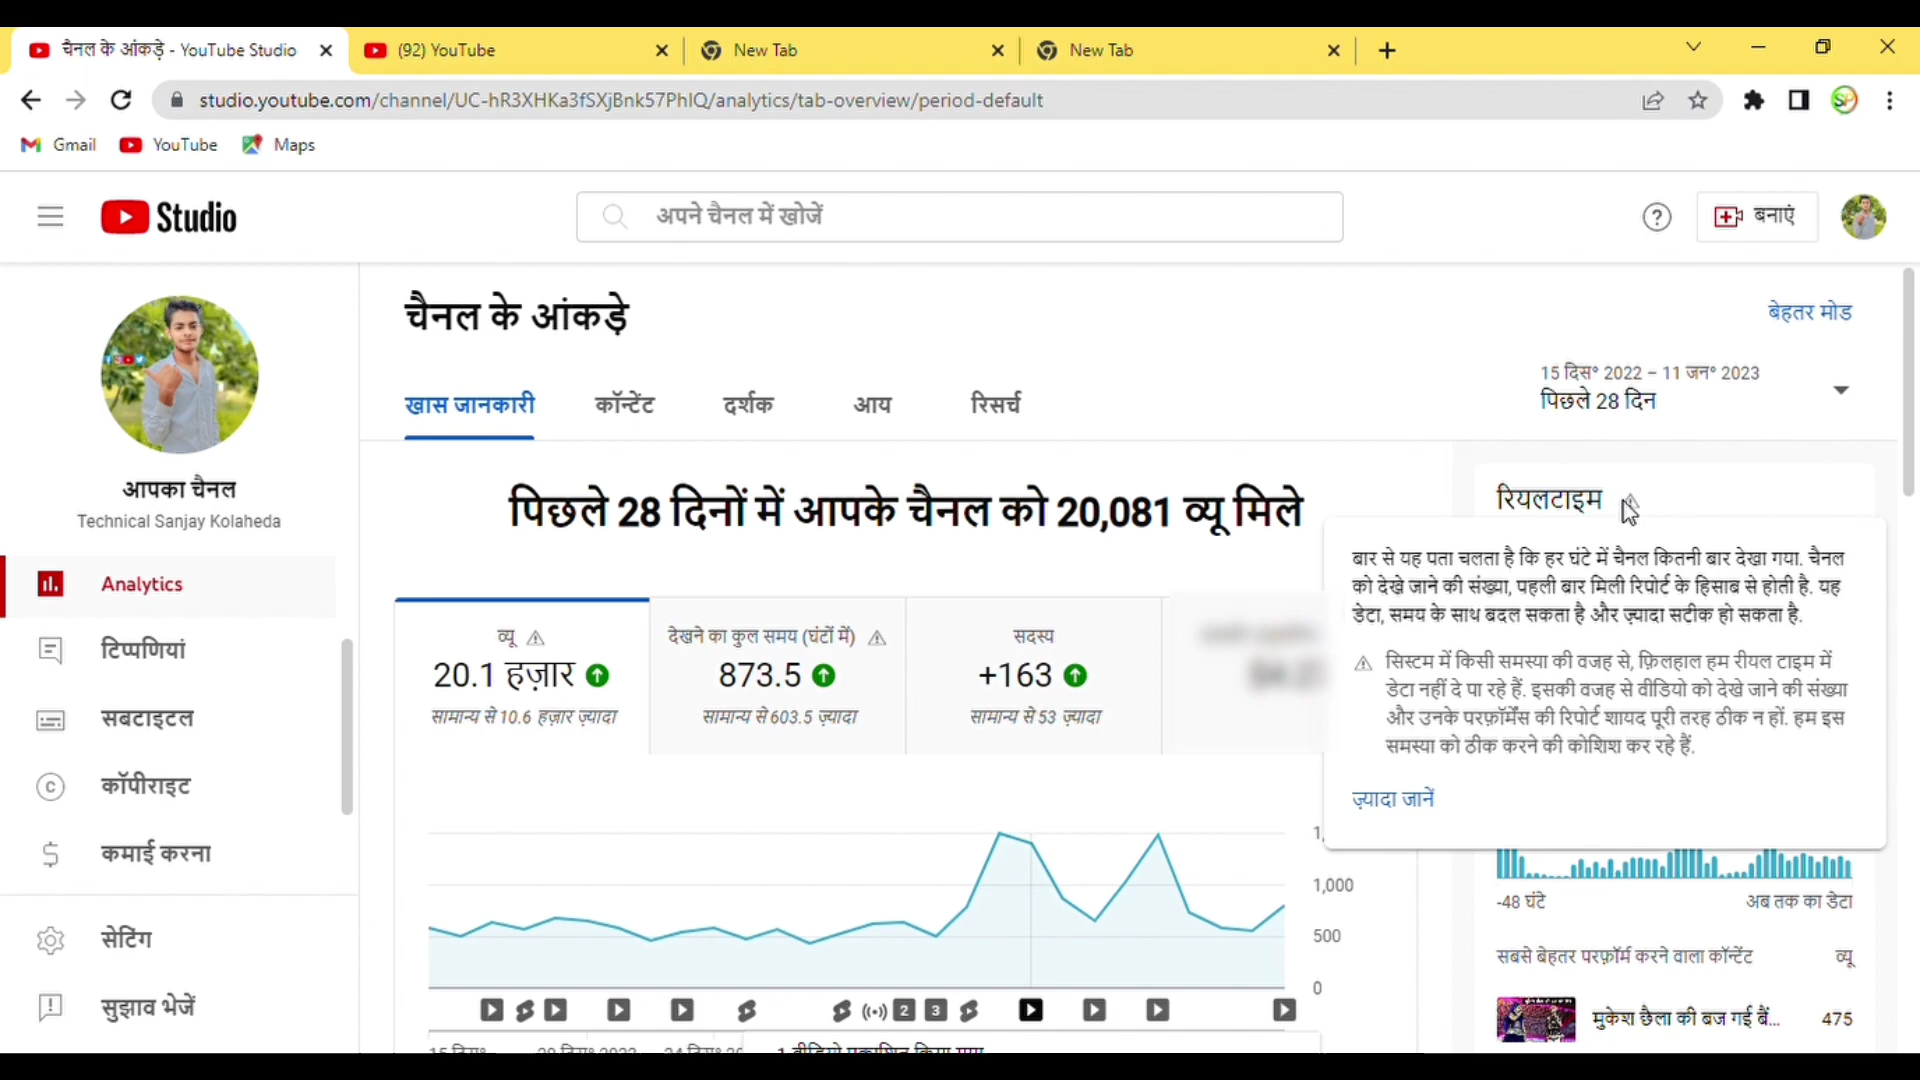 चैनल के आंकड़े - YouTube Studio
(92) YouTube
New Tab
New Tab
studio.youtube.com/channel/UC-hR3XHKa3fSXjBnk57PhlQ/analytics/tab-overview/period-default
Gmail
YouTube
Maps
Studio
अपने चैनल में खोजें
बनाएं
चैनल के आंकड़े
बेहतर मोड
15 दिस॰ 2022 – 11 जन॰ 2023
पिछले 28 दिन
खास जानकारी
कॉन्टेंट
दर्शक
आय
रिसर्च
आपका चैनल
Technical Sanjay Kolaheda
Analytics
टिप्पणियां
सबटाइटल
कॉपीराइट
कमाई करना
सेटिंग
सुझाव भेजें
पिछले 28 दिनों में आपके चैनल को 20,081 व्यू मिले
व्यू
20.1 हज़ार
सामान्य से 10.6 हज़ार ज़्यादा
देखने का कुल समय (घंटों में)
873.5
सामान्य से 603.5 ज़्यादा
सदस्य
+163
सामान्य से 53 ज़्यादा
1,000
500
0
2
3
रियलटाइम
बार से यह पता चलता है कि हर घंटे में चैनल कितनी बार देखा गया. चैनल
को देखे जाने की संख्या, पहली बार मिली रिपोर्ट के हिसाब से होती है. यह
डेटा, समय के साथ बदल सकता है और ज़्यादा सटीक हो सकता है.
सिस्टम में किसी समस्या की वजह से, फ़िलहाल हम रीयल टाइम में
डेटा नहीं दे पा रहे हैं. इसकी वजह से वीडियो को देखे जाने की संख्या
और उनके परफ़ॉर्मेंस की रिपोर्ट शायद पूरी तरह ठीक न हों. हम इस
समस्या को ठीक करने की कोशिश कर रहे हैं.
ज़्यादा जानें
-48 घंटे
अब तक का डेटा
सबसे बेहतर परफ़ॉर्म करने वाला कॉन्टेंट
व्यू
मुकेश छैला की बज गई बैं...
475